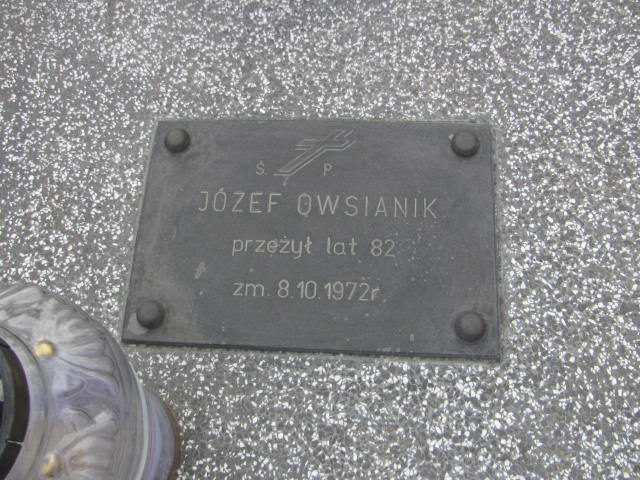 Ś. P
JÓZEF OWSIANIK
przeżył lat 82
zm. 8.10.1972r.